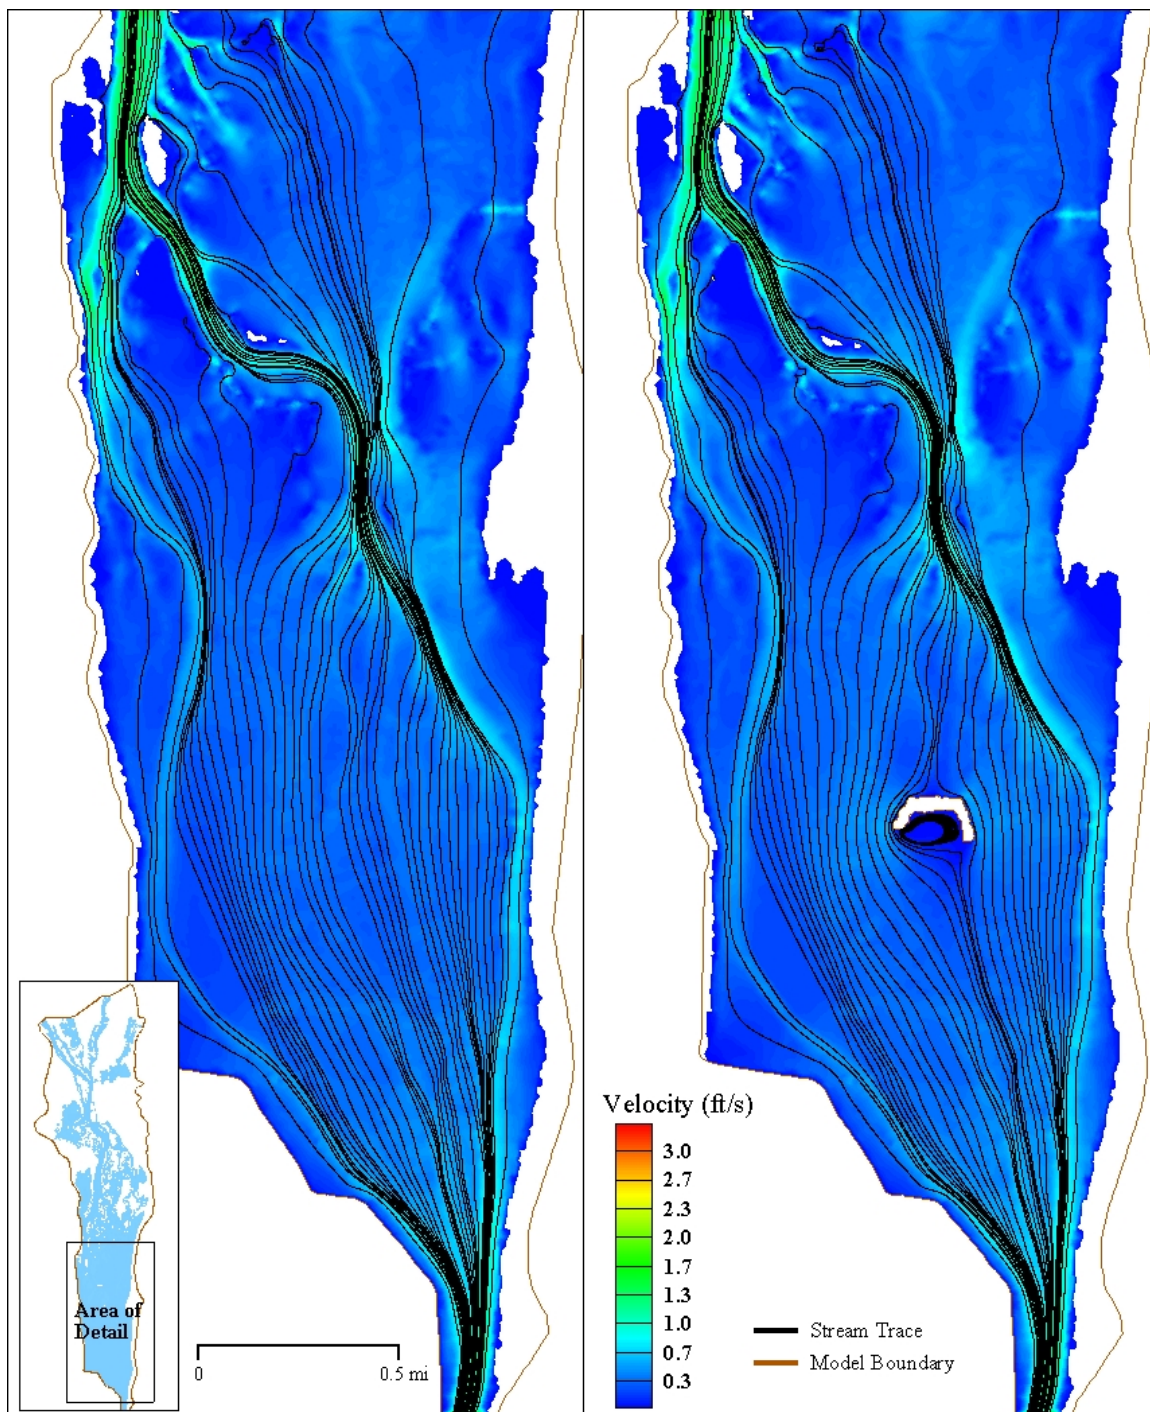 Area of
Detail
0
0.5 mi
Velocity (ft/s)
3.0
2.7
2.3
2.0
1.7
1.3
1.0
0.7
0.3
Stream Trace
Model Boundary